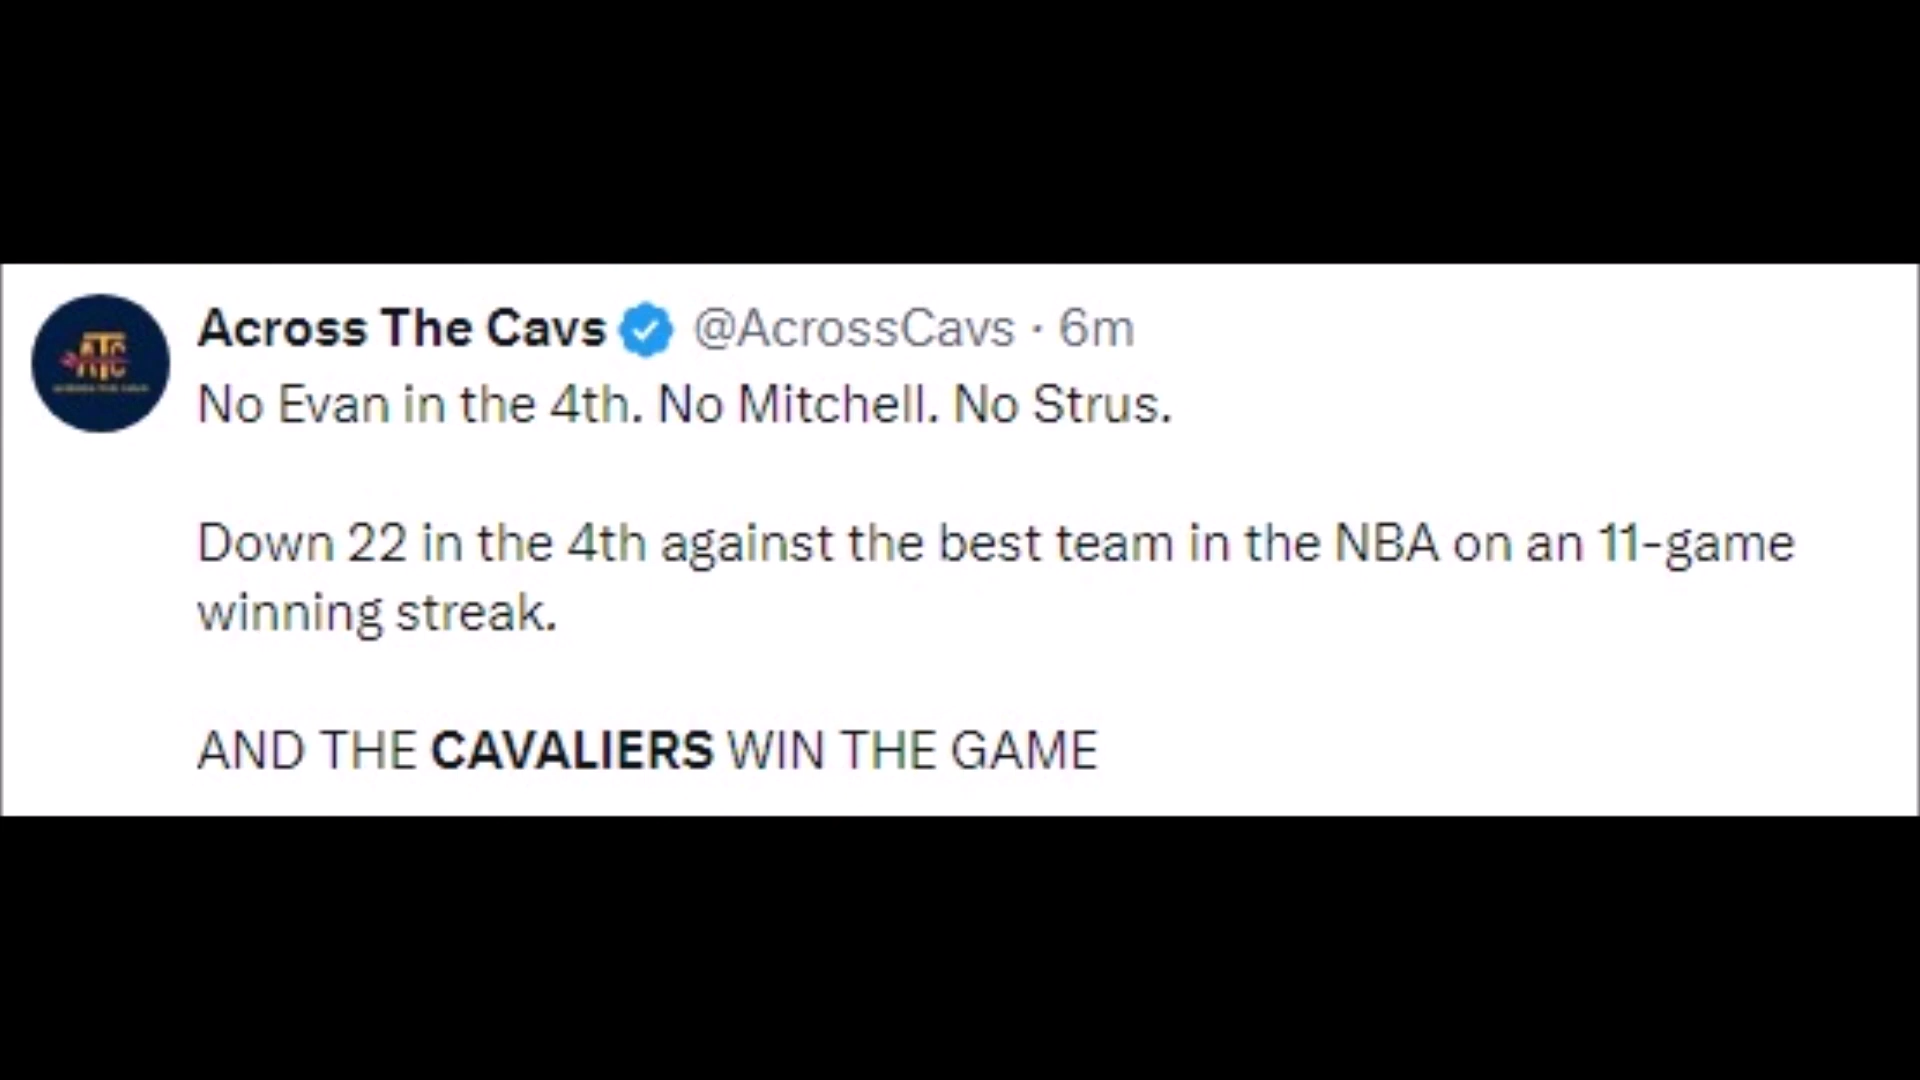 Across The Cavs @AcrossCavs · 6m
No Evan in the 4th. No Mitchell. No Strus.
Down 22 in the 4th against the best team in the NBA on an 11-game
winning streak.
AND THE CAVALIERS WIN THE GAME
ATC